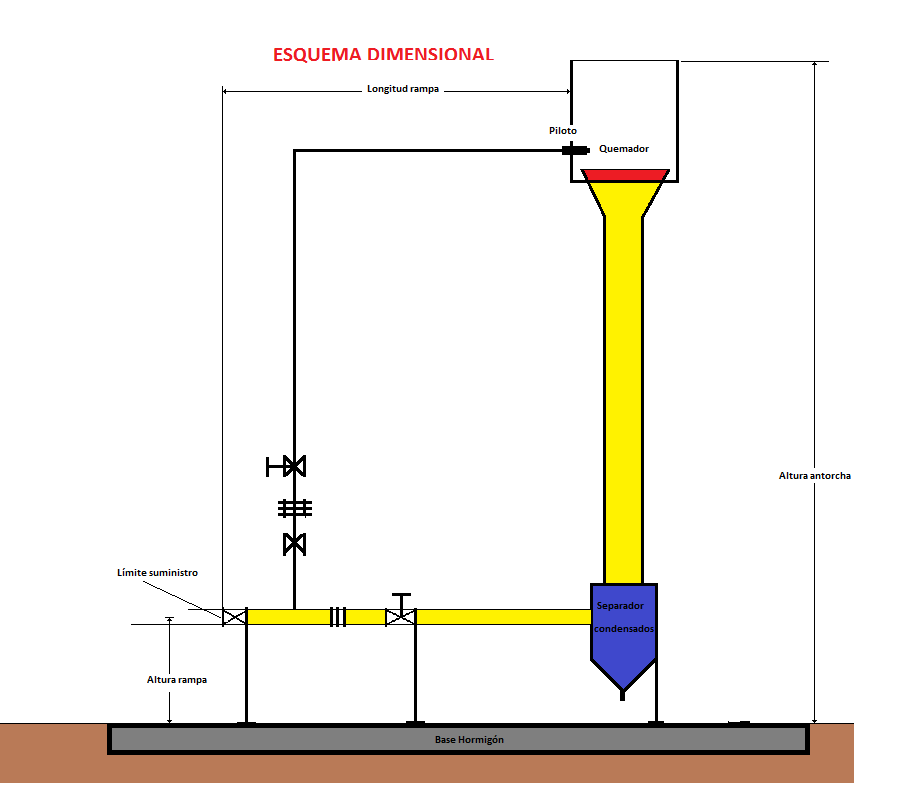 ESQUEMA DIMENSIONAL
Longitud rampa
Piloto
Quemador
Altura antorcha
Límite suministro
Separador
condensados
Altura rampa
Base Hormigón